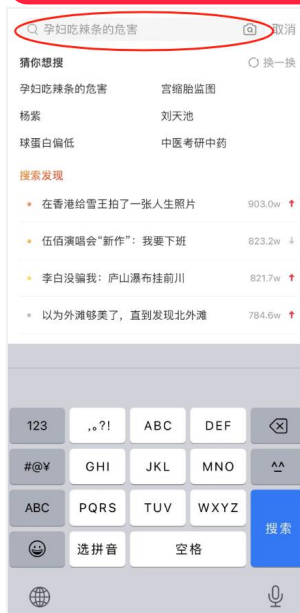 孕妇吃辣条的危害 取消
猜你想搜 换一换
孕妇吃辣条的危害 宫缩胎监图
杨紫 刘天池
球蛋白偏低 中医考研中药
搜索发现
在香港给雪王拍了一张人生照片 903.0w ↑
伍佰演唱会“新作”：我要下班 823.2w ↓
李白没骗我：庐山瀑布挂前川 821.7w ↑
以为外滩够美了，直到发现北外滩 784.6w ↑
123 ,。?! ABC DEF
#@¥ GHI JKL MNO ^^
ABC PQRS TUV WXYZ 搜索
选拼音 空格